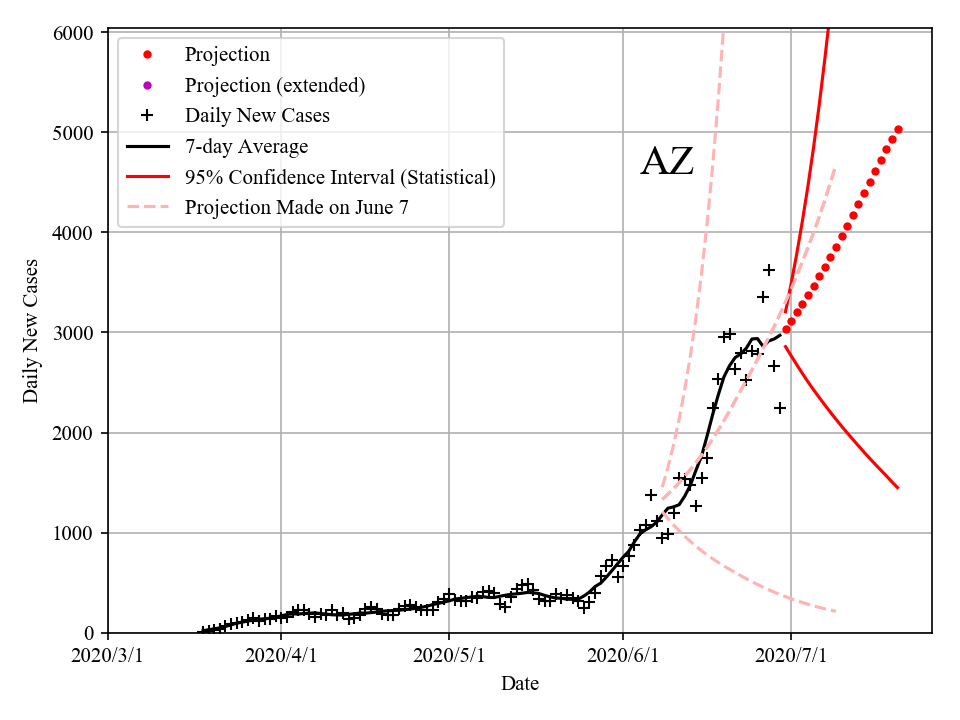 Projection
Projection (extended)
Daily New Cases
7-day Average
95% Confidence Interval (Statistical)
Projection Made on June 7
AZ
6000
5000
4000
3000
2000
1000
0
Daily New Cases
2020/3/1 2020/4/1 2020/5/1 2020/6/1 2020/7/1
Date